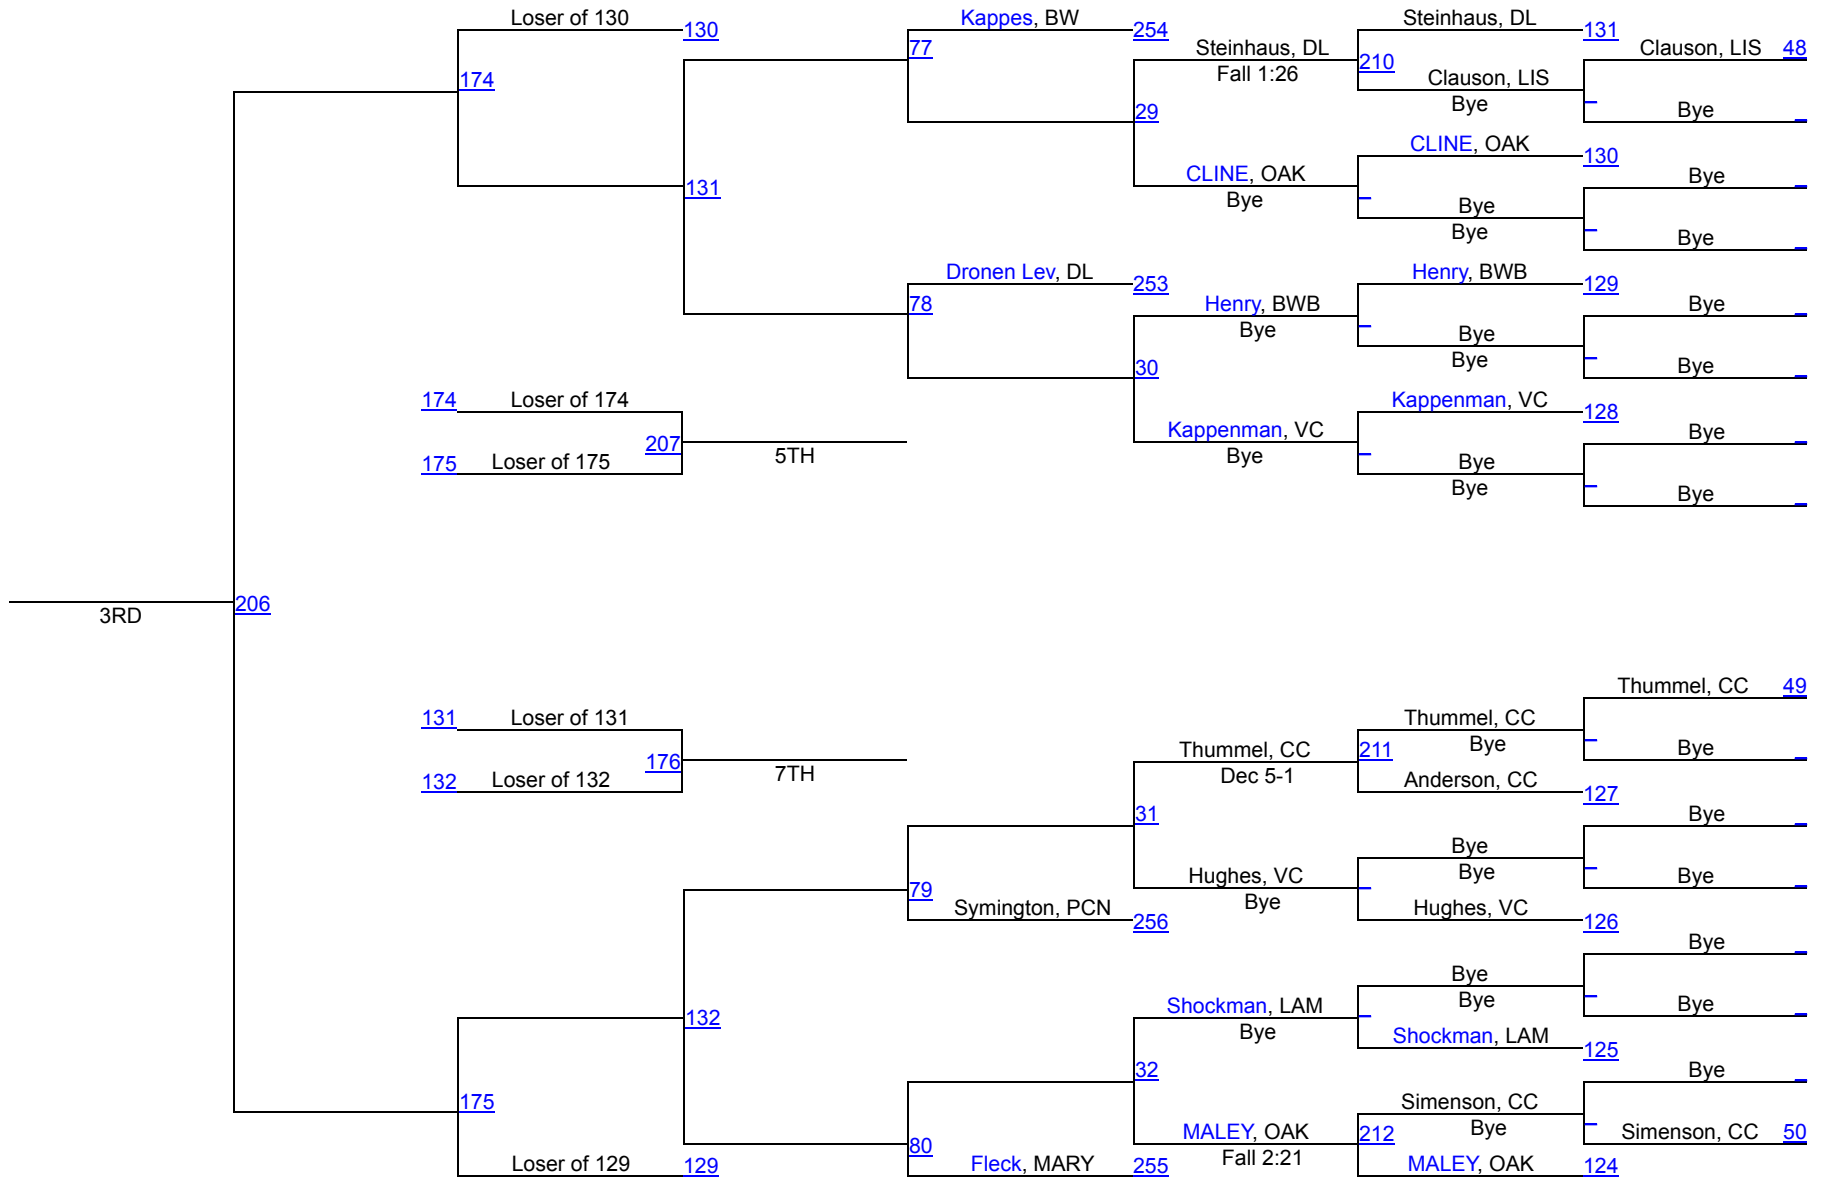 Loser of 130
130
Kappes, BW
254
Steinhaus, DL
131
Clauson, LIS 48
77
Steinhaus, DL
Fall 1:26
210
Clauson, LIS
Bye
174
Bye
29
CLINE, OAK
130
Bye
131
CLINE, OAK
Bye
Bye
Bye
Bye
Dronen Lev, DL
253
Henry, BWB
129
78
Henry, BWB
Bye
Bye
Bye
Bye
Bye
30
174
Loser of 174
Kappenman, VC
128
Bye
207
5TH
Kappenman, VC
Bye
175
Loser of 175
Bye
Bye
Bye
3RD
206
Thummel, CC 49
131
Loser of 131
Thummel, CC
Bye
Bye
176
7TH
Thummel, CC
Dec 5-1
211
132
Loser of 132
Anderson, CC
127
31
Bye
Bye
Bye
Bye
79
Hughes, VC
Bye
Symington, PCN
256
Hughes, VC
126
Bye
Bye
Bye
Bye
132
Shockman, LAM
Bye
Shockman, LAM
125
32
Bye
175
Simenson, CC
Bye
Simenson, CC 50
80
MALEY, OAK
Fall 2:21
212
Loser of 129
129
Fleck, MARY
255
MALEY, OAK
124